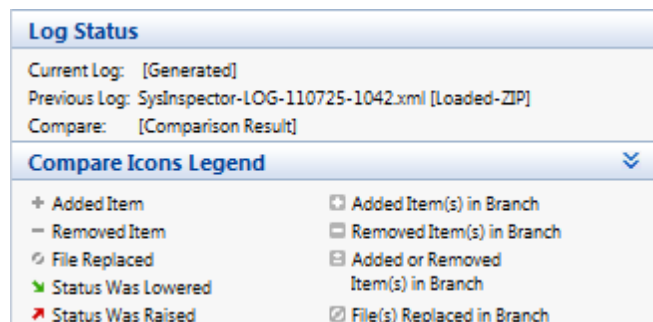 Log Status
Current Log: [Generated]
Previous Log: SysInspector-LOG-110725-1042.xml [Loaded-ZIP]
Compare: [Comparison Result]
Compare Icons Legend
Added Item
Removed Item
File Replaced
Status Was Lowered
Status Was Raised
Added Item(s) in Branch
Removed Item(s) in Branch
Added or Removed
Item(s) in Branch
File(s) Replaced in Branch